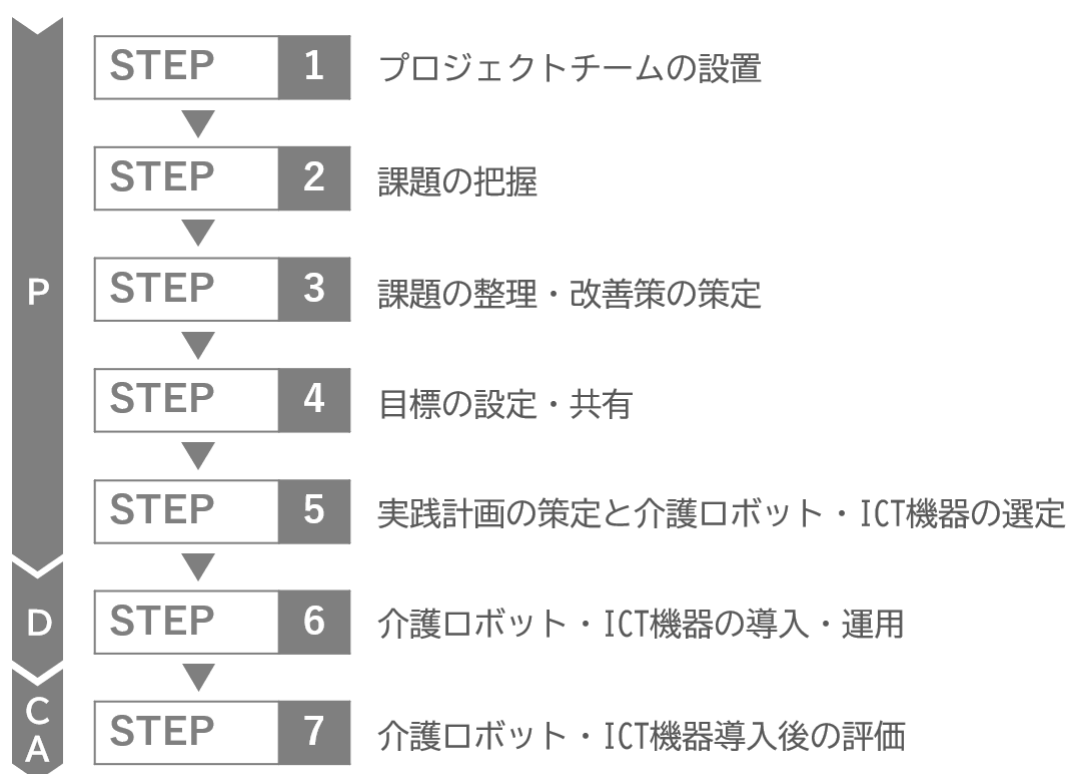 STEP 1 プロジェクトチームの設置
STEP 2 課題の把握
P
STEP 3 課題の整理・改善策の策定
STEP 4 目標の設定・共有
STEP 5 実践計画の策定と介護ロボット・ICT機器の選定
D
STEP 6 介護ロボット・ICT機器の導入・運用
C
A
STEP 7 介護ロボット・ICT機器導入後の評価